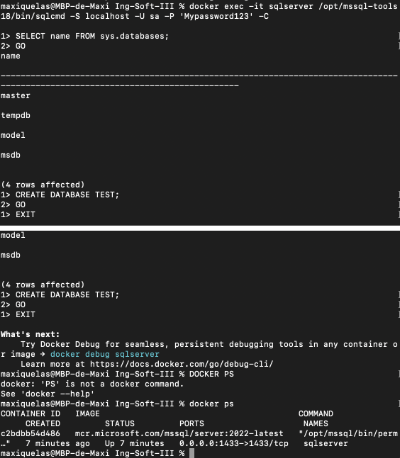 maxiquelas@MBP-de-Maxi Ing-Soft-III % docker exec -it sqlserver /opt/mssql-tools
18/bin/sqlcmd -S localhost -U sa -P 'Mypassword123' -C
1> SELECT name FROM sys.databases;
2> GO
name
--------------------------------------------------------------------------------
------------------------------------------------
master
tempdb
model
msdb
(4 rows affected)
1> CREATE DATABASE TEST;
2> GO
1> EXIT
model
msdb
(4 rows affected)
1> CREATE DATABASE TEST;
2> GO
1> EXIT
What's next:
Try Docker Debug for seamless, persistent debugging tools in any container o
r image → docker debug sqlserver
Learn more at https://docs.docker.com/go/debug-cli/
maxiquelas@MBP-de-Maxi Ing-Soft-III % DOCKER PS
docker: 'PS' is not a docker command.
See 'docker --help'
maxiquelas@MBP-de-Maxi Ing-Soft-III % docker ps
CONTAINER ID IMAGE COMMAND
CREATED STATUS PORTS NAMES
c2bdbb54d486 mcr.microsoft.com/mssql/server:2022-latest "/opt/mssql/bin/perm
…" 7 minutes ago Up 7 minutes 0.0.0.0:1433->1433/tcp sqlserver
maxiquelas@MBP-de-Maxi Ing-Soft-III %